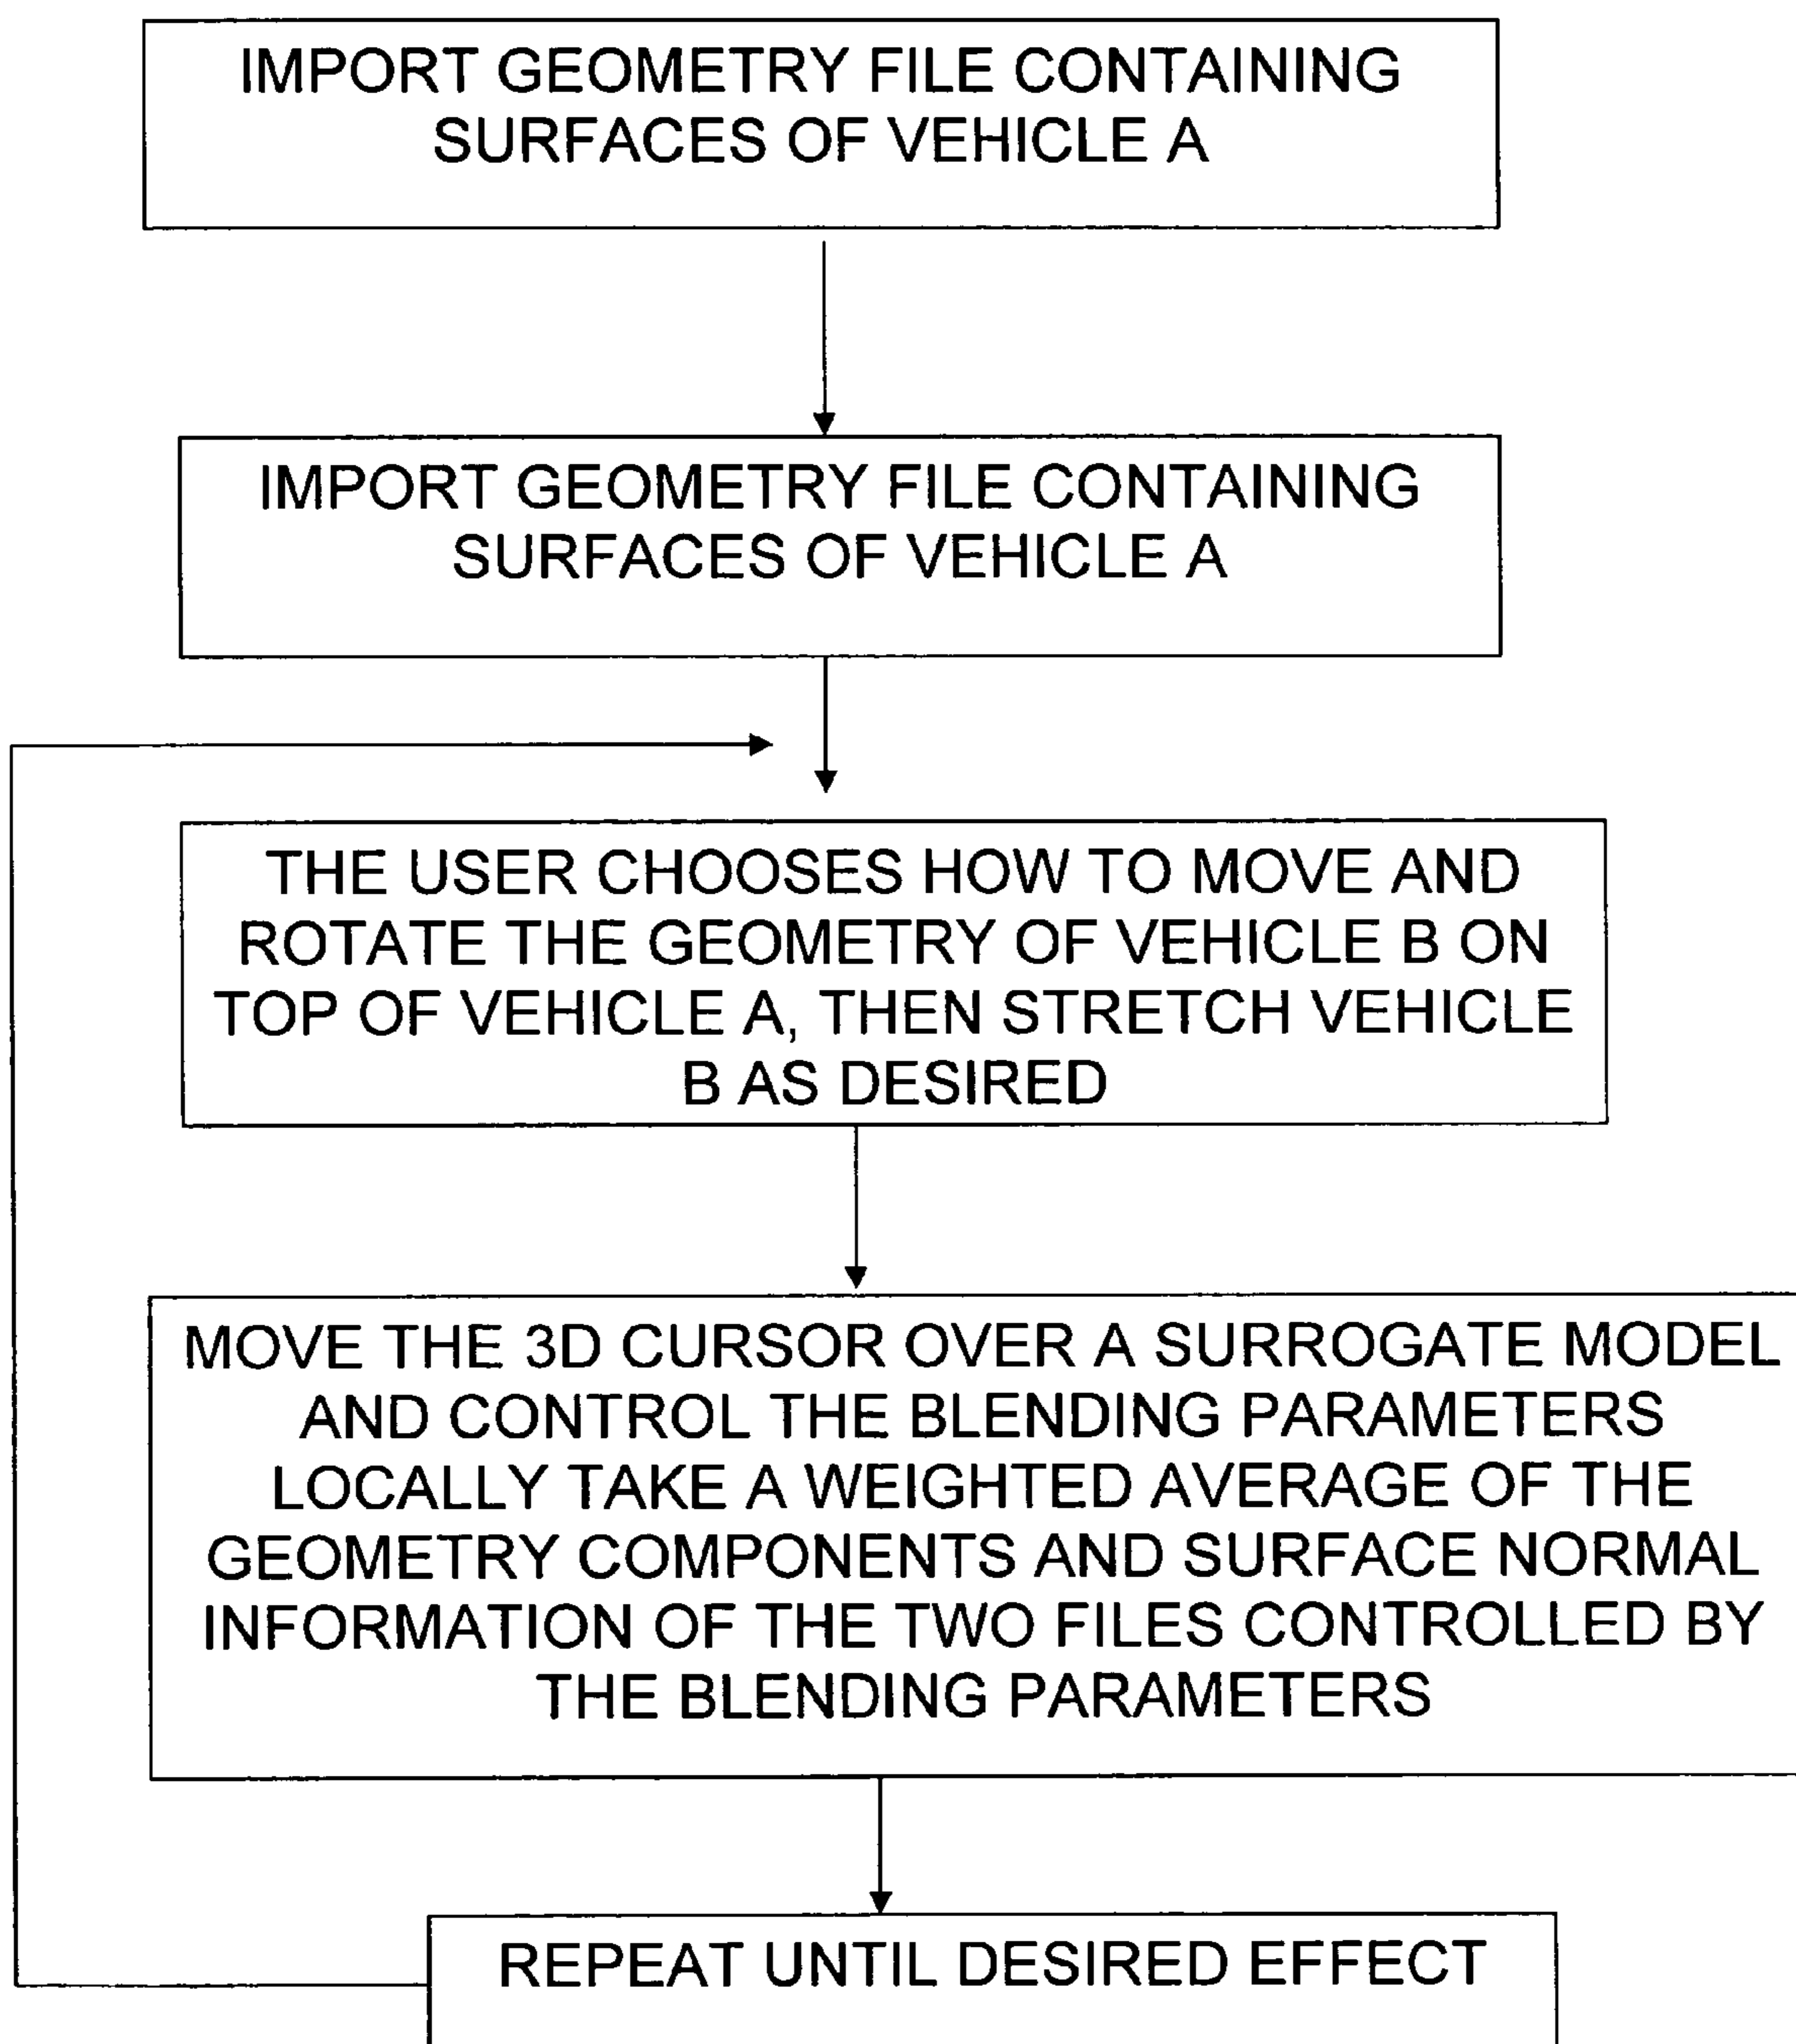 IMPORT GEOMETRY FILE CONTAINING
SURFACES OF VEHICLE A
IMPORT GEOMETRY FILE CONTAINING
SURFACES OF VEHICLE A
THE USER CHOOSES HOW TO MOVE AND
ROTATE THE GEOMETRY OF VEHICLE B ON
TOP OF VEHICLE A, THEN STRETCH VEHICLE
B AS DESIRED
MOVE THE 3D CURSOR OVER A SURROGATE MODEL
AND CONTROL THE BLENDING PARAMETERS
LOCALLY TAKE A WEIGHTED AVERAGE OF THE
GEOMETRY COMPONENTS AND SURFACE NORMAL
INFORMATION OF THE TWO FILES CONTROLLED BY
THE BLENDING PARAMETERS
REPEAT UNTIL DESIRED EFFECT